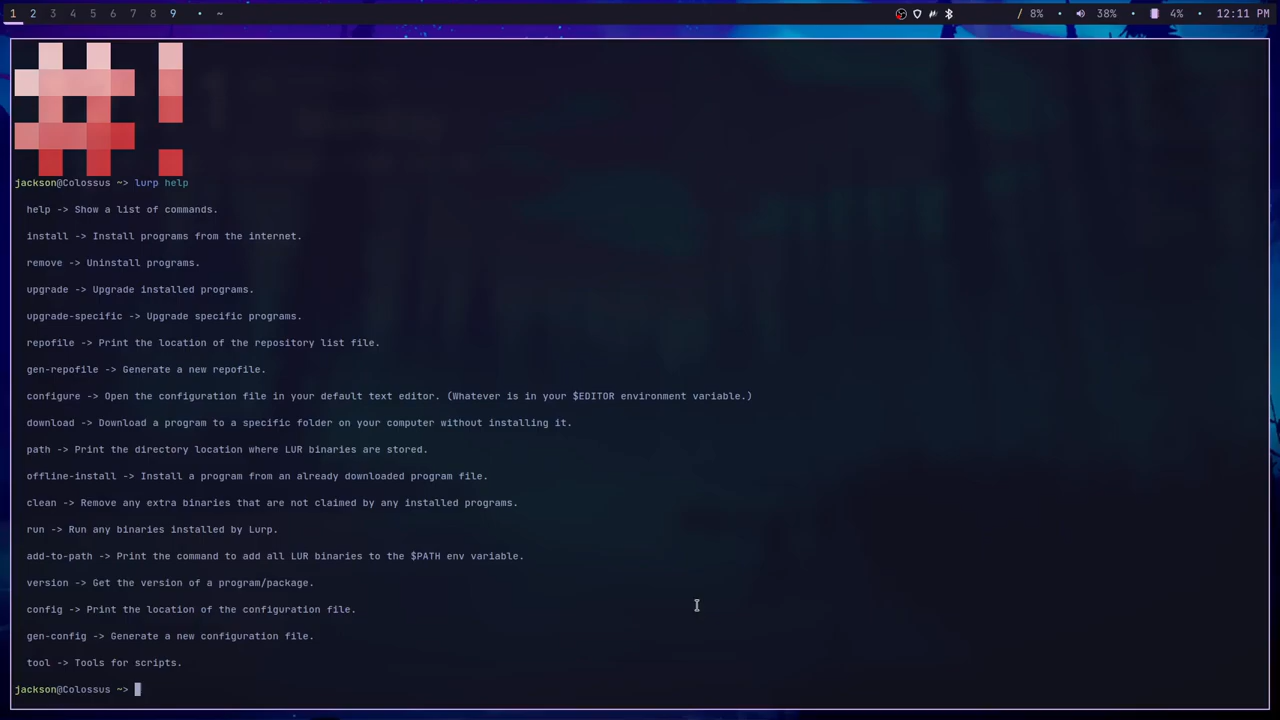 1 2 3 4 5 6 7 8 9 • ~ / 8% • 38% • 4% • 12:11 PM
jackson@Colossus ~> lurp help
help -> Show a list of commands.
install -> Install programs from the internet.
remove -> Uninstall programs.
upgrade -> Upgrade installed programs.
upgrade-specific -> Upgrade specific programs.
repofile -> Print the location of the repository list file.
gen-repofile -> Generate a new repofile.
configure -> Open the configuration file in your default text editor. (Whatever is in your $EDITOR environment variable.)
download -> Download a program to a specific folder on your computer without installing it.
path -> Print the directory location where LUR binaries are stored.
offline-install -> Install a program from an already downloaded program file.
clean -> Remove any extra binaries that are not claimed by any installed programs.
run -> Run any binaries installed by Lurp.
add-to-path -> Print the command to add all LUR binaries to the $PATH env variable.
version -> Get the version of a program/package.
config -> Print the location of the configuration file.
gen-config -> Generate a new configuration file.
tool -> Tools for scripts.
jackson@Colossus ~>